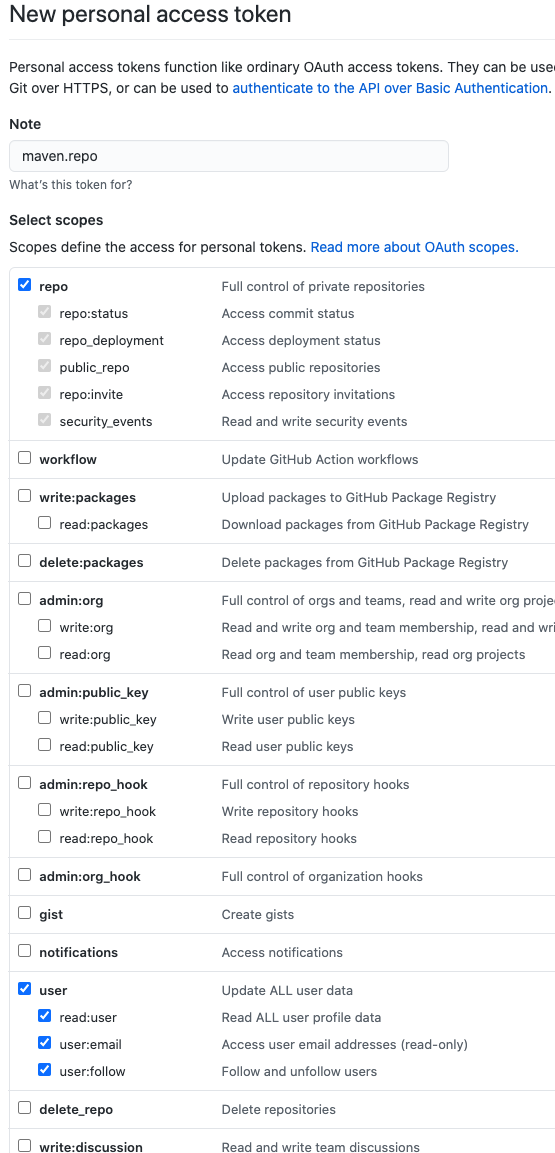 New personal access token
Personal access tokens function like ordinary OAuth access tokens. They can be
Git over HTTPS, or can be used to authenticate to the API over Basic Authentication.
Note
maven.repo
What's this token for?
Select scopes
Scopes define the access for personal tokens. Read more about OAuth scopes.
repo Full control of private repositories
repo:status Access commit status
repo_deployment Access deployment status
public_repo Access public repositories
repo:invite Access repository invitations
security_events Read and write security events
workflow Update GitHub Action workflows
write:packages Upload packages to GitHub Package Registry
read:packages Download packages from GitHub Package Registry
delete:packages Delete packages from GitHub Package Registry
admin:org Full control of orgs and teams, read and write org
write:org Read and write org and team membership, read and
read:org Read org and team membership, read org projects
admin:public_key Full control of user public keys
write:public_key Write user public keys
read:public_key Read user public keys
admin:repo_hook Full control of repository hooks
write:repo_hook Write repository hooks
read:repo_hook Read repository hooks
admin:org_hook Full control of organization hooks
gist Create gists
notifications Access notifications
user Update ALL user data
read:user Read ALL user profile data
user:email Access user email addresses (read-only)
user:follow Follow and unfollow users
delete_repo Delete repositories
write:discussion Read and write team discussions